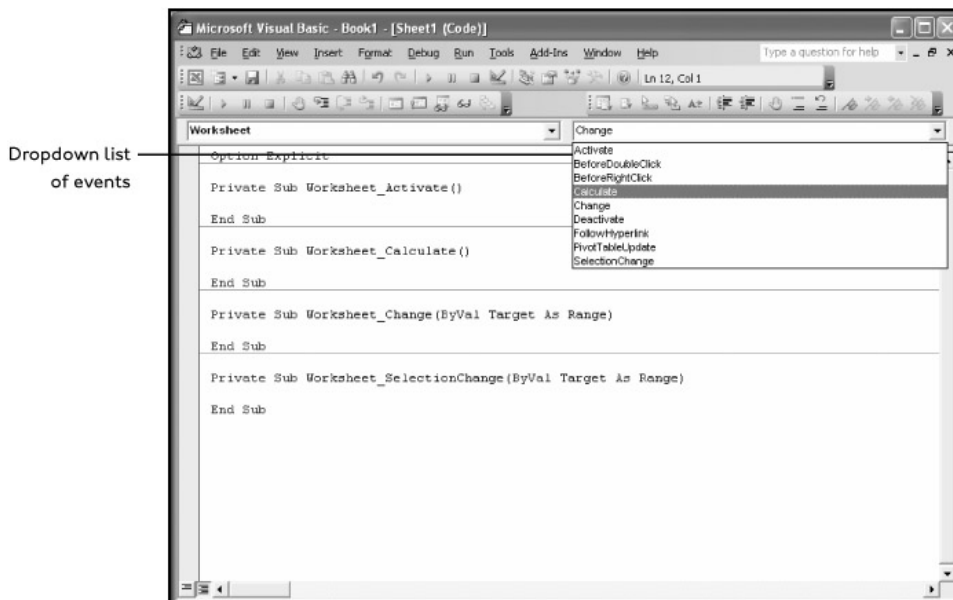 Microsoft Visual Basic - Book1 - [Sheet1 (Code)]
File Edit View Insert Format Debug Run Tools Add-Ins Window Help Type a question for help
Ln 12, Col 1
Worksheet Change
Dropdown list
of events
Activate
BeforeDoubleClick
BeforeRightClick
Calculate
Change
Deactivate
FollowHyperlink
PivotTableUpdate
SelectionChange
Option Explicit
Private Sub Worksheet_Activate()
End Sub
Private Sub Worksheet_Calculate()
End Sub
Private Sub Worksheet_Change(ByVal Target As Range)
End Sub
Private Sub Worksheet_SelectionChange(ByVal Target As Range)
End Sub